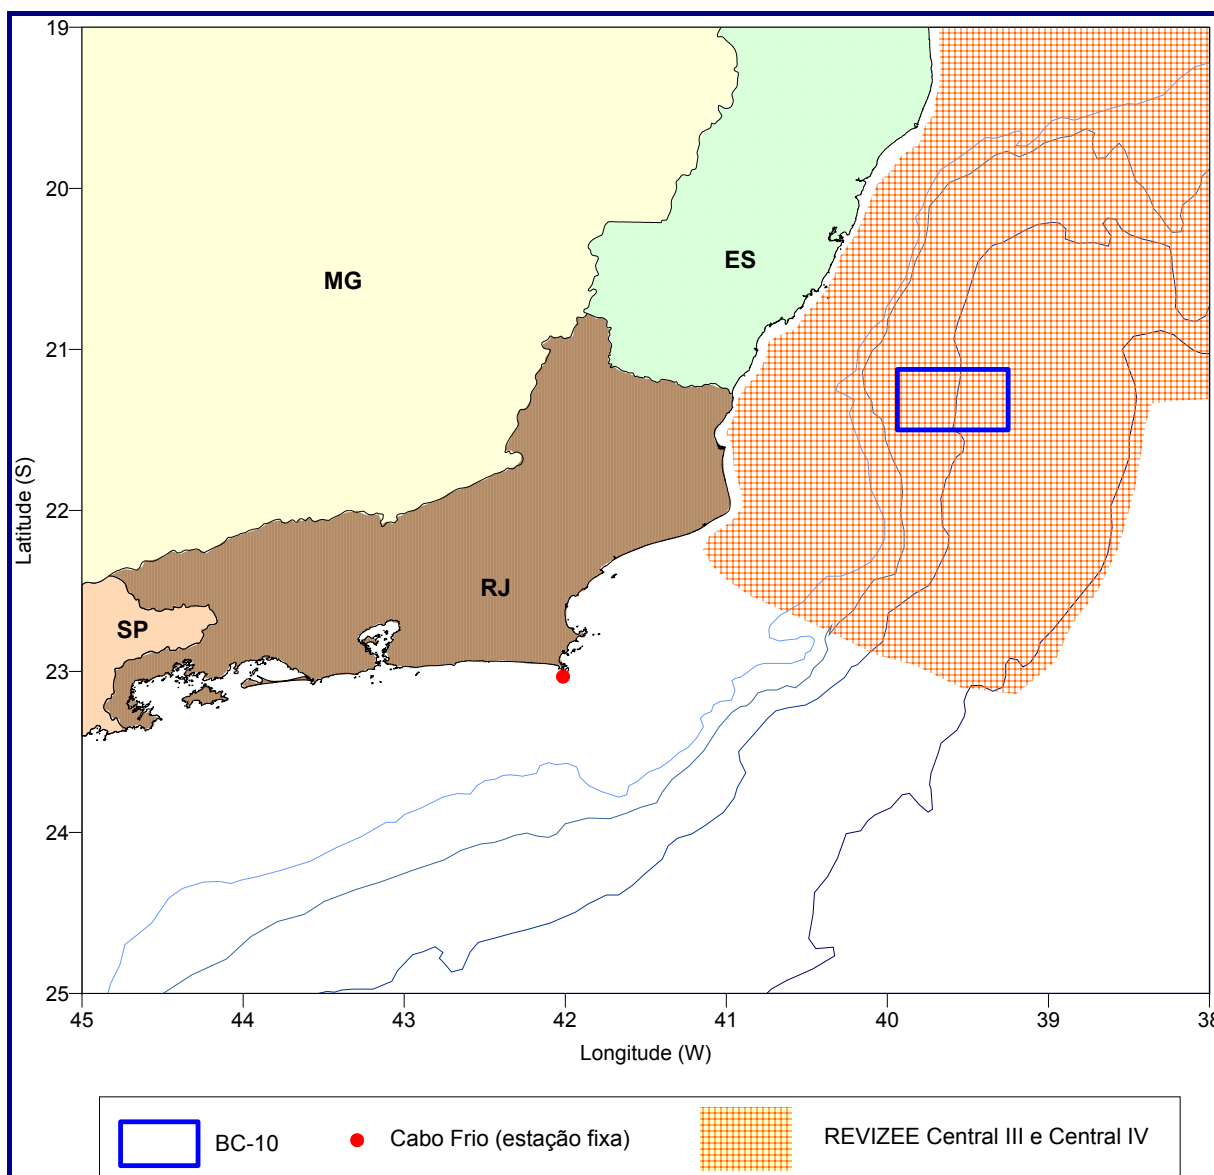 19
20
21
22
23
24
25
Latitude (S)
MG
ES
RJ
SP
45
44
43
42
41
40
39
38
Longitude (W)
BC-10
Cabo Frio (estação fixa)
REVIZEE Central III e Central IV